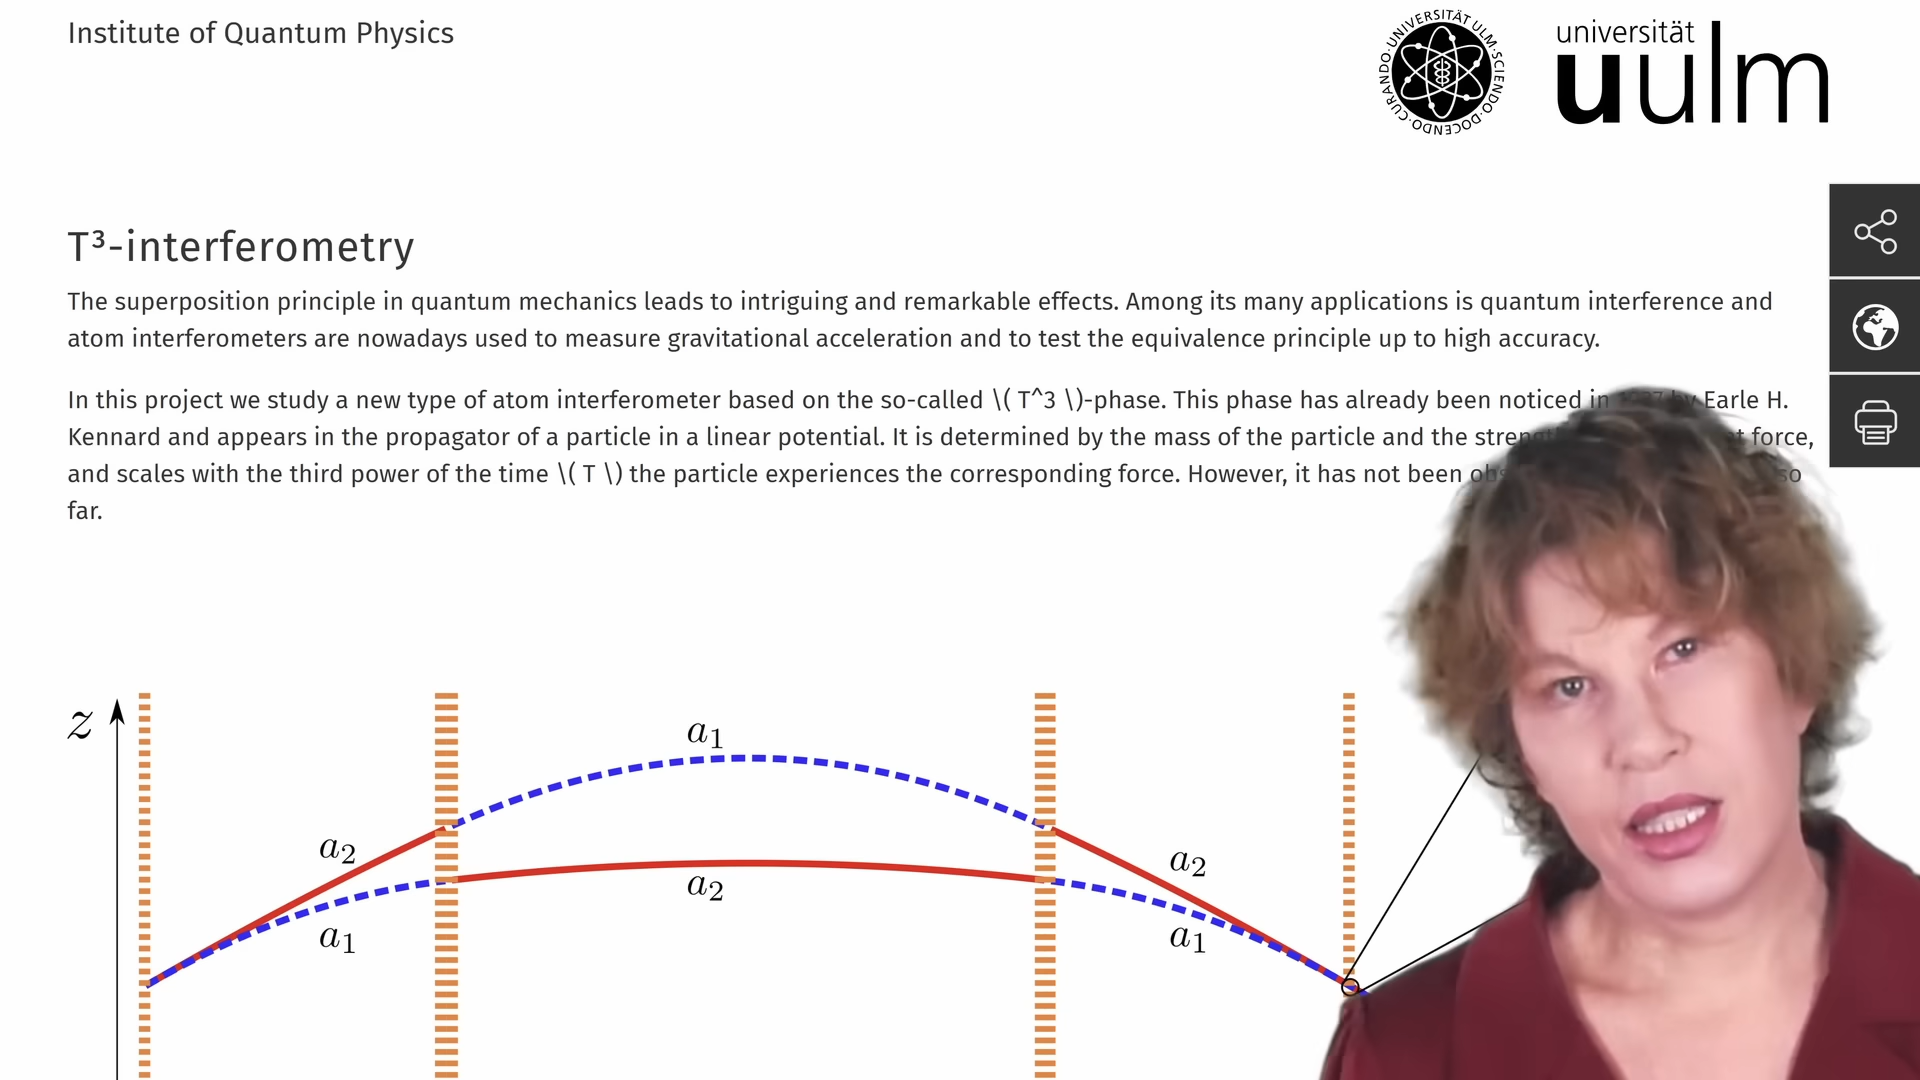 Institute of Quantum Physics
UNIVERSITÄT ULM · SCIENDO · DOCENDO · CURANDO ·
universität
uulm
T³-interferometry
The superposition principle in quantum mechanics leads to intriguing and remarkable effects. Among its many applications is quantum interference and
atom interferometers are nowadays used to measure gravitational acceleration and to test the equivalence principle up to high accuracy.
In this project we study a new type of atom interferometer based on the so-called \( T^3 \)-phase. This phase has already been noticed in by Earle H.
Kennard and appears in the propagator of a particle in a linear potential. It is determined by the mass of the particle and the force,
and scales with the third power of the time \( T \) the particle experiences the corresponding force. However, it has not been so
far.
z
a₁
a₂
a₂
a₂
a₁
a₁